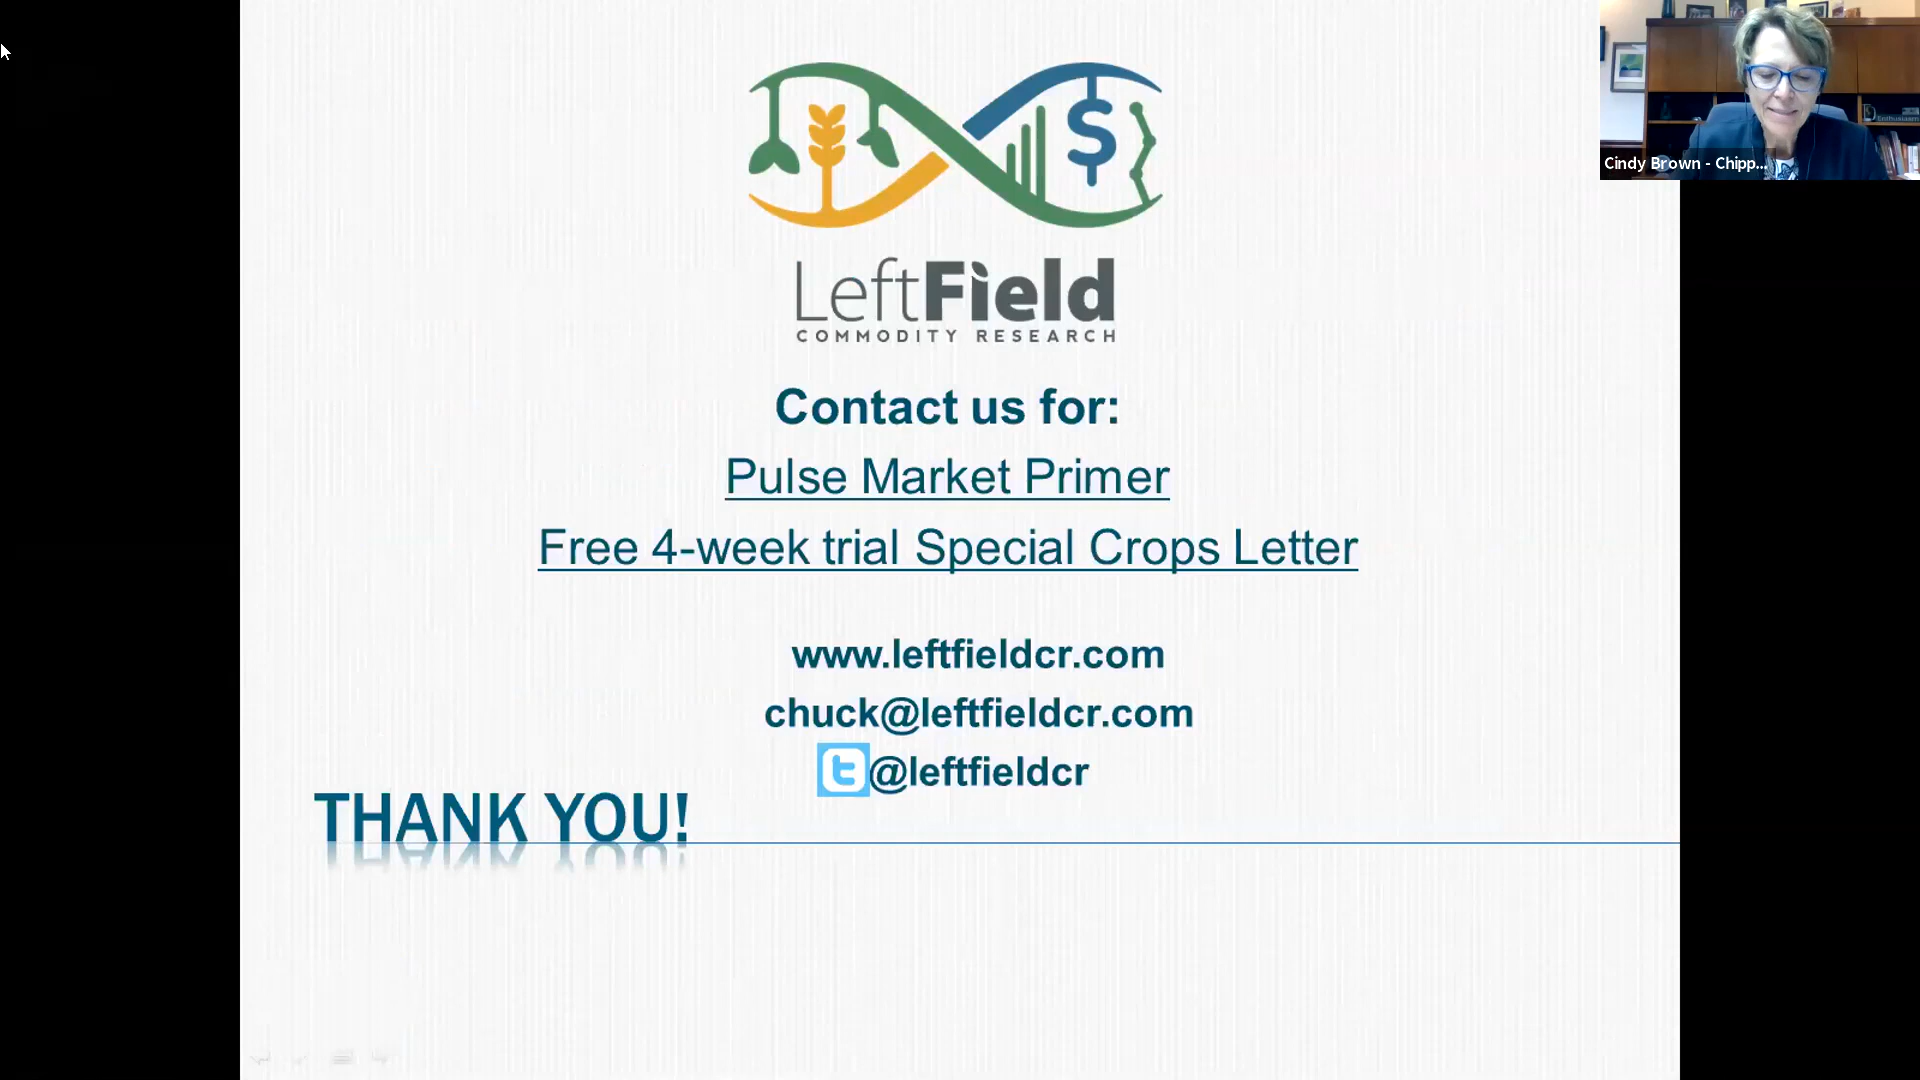 LeftField
COMMODITY RESEARCH
Contact us for:
Pulse Market Primer
Free 4-week trial Special Crops Letter
www.leftfieldcr.com
chuck@leftfieldcr.com
@leftfieldcr
THANK YOU!
Cindy Brown - Chipp...
Enthusiasm